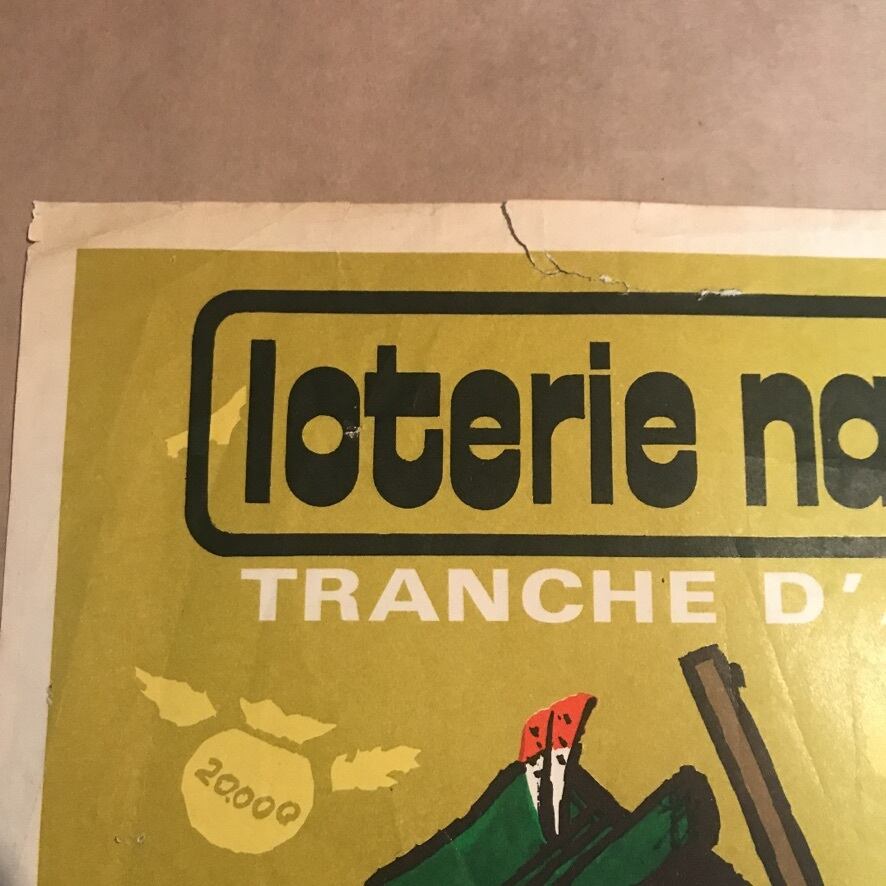 loterie na
TRANCHE D'
20.000